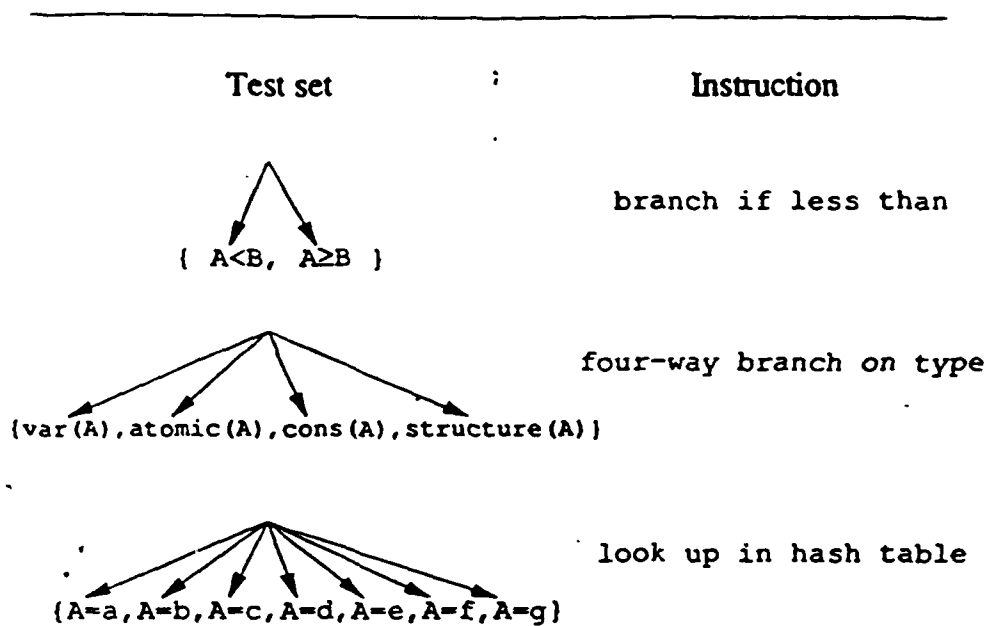 Test set Instruction
branch if less than
{ A<B, A≥B }
four-way branch on type
{var(A),atomic(A),cons(A),structure(A)}
look up in hash table
{A=a,A=b,A=c,A=d,A=e,A=f,A=g}